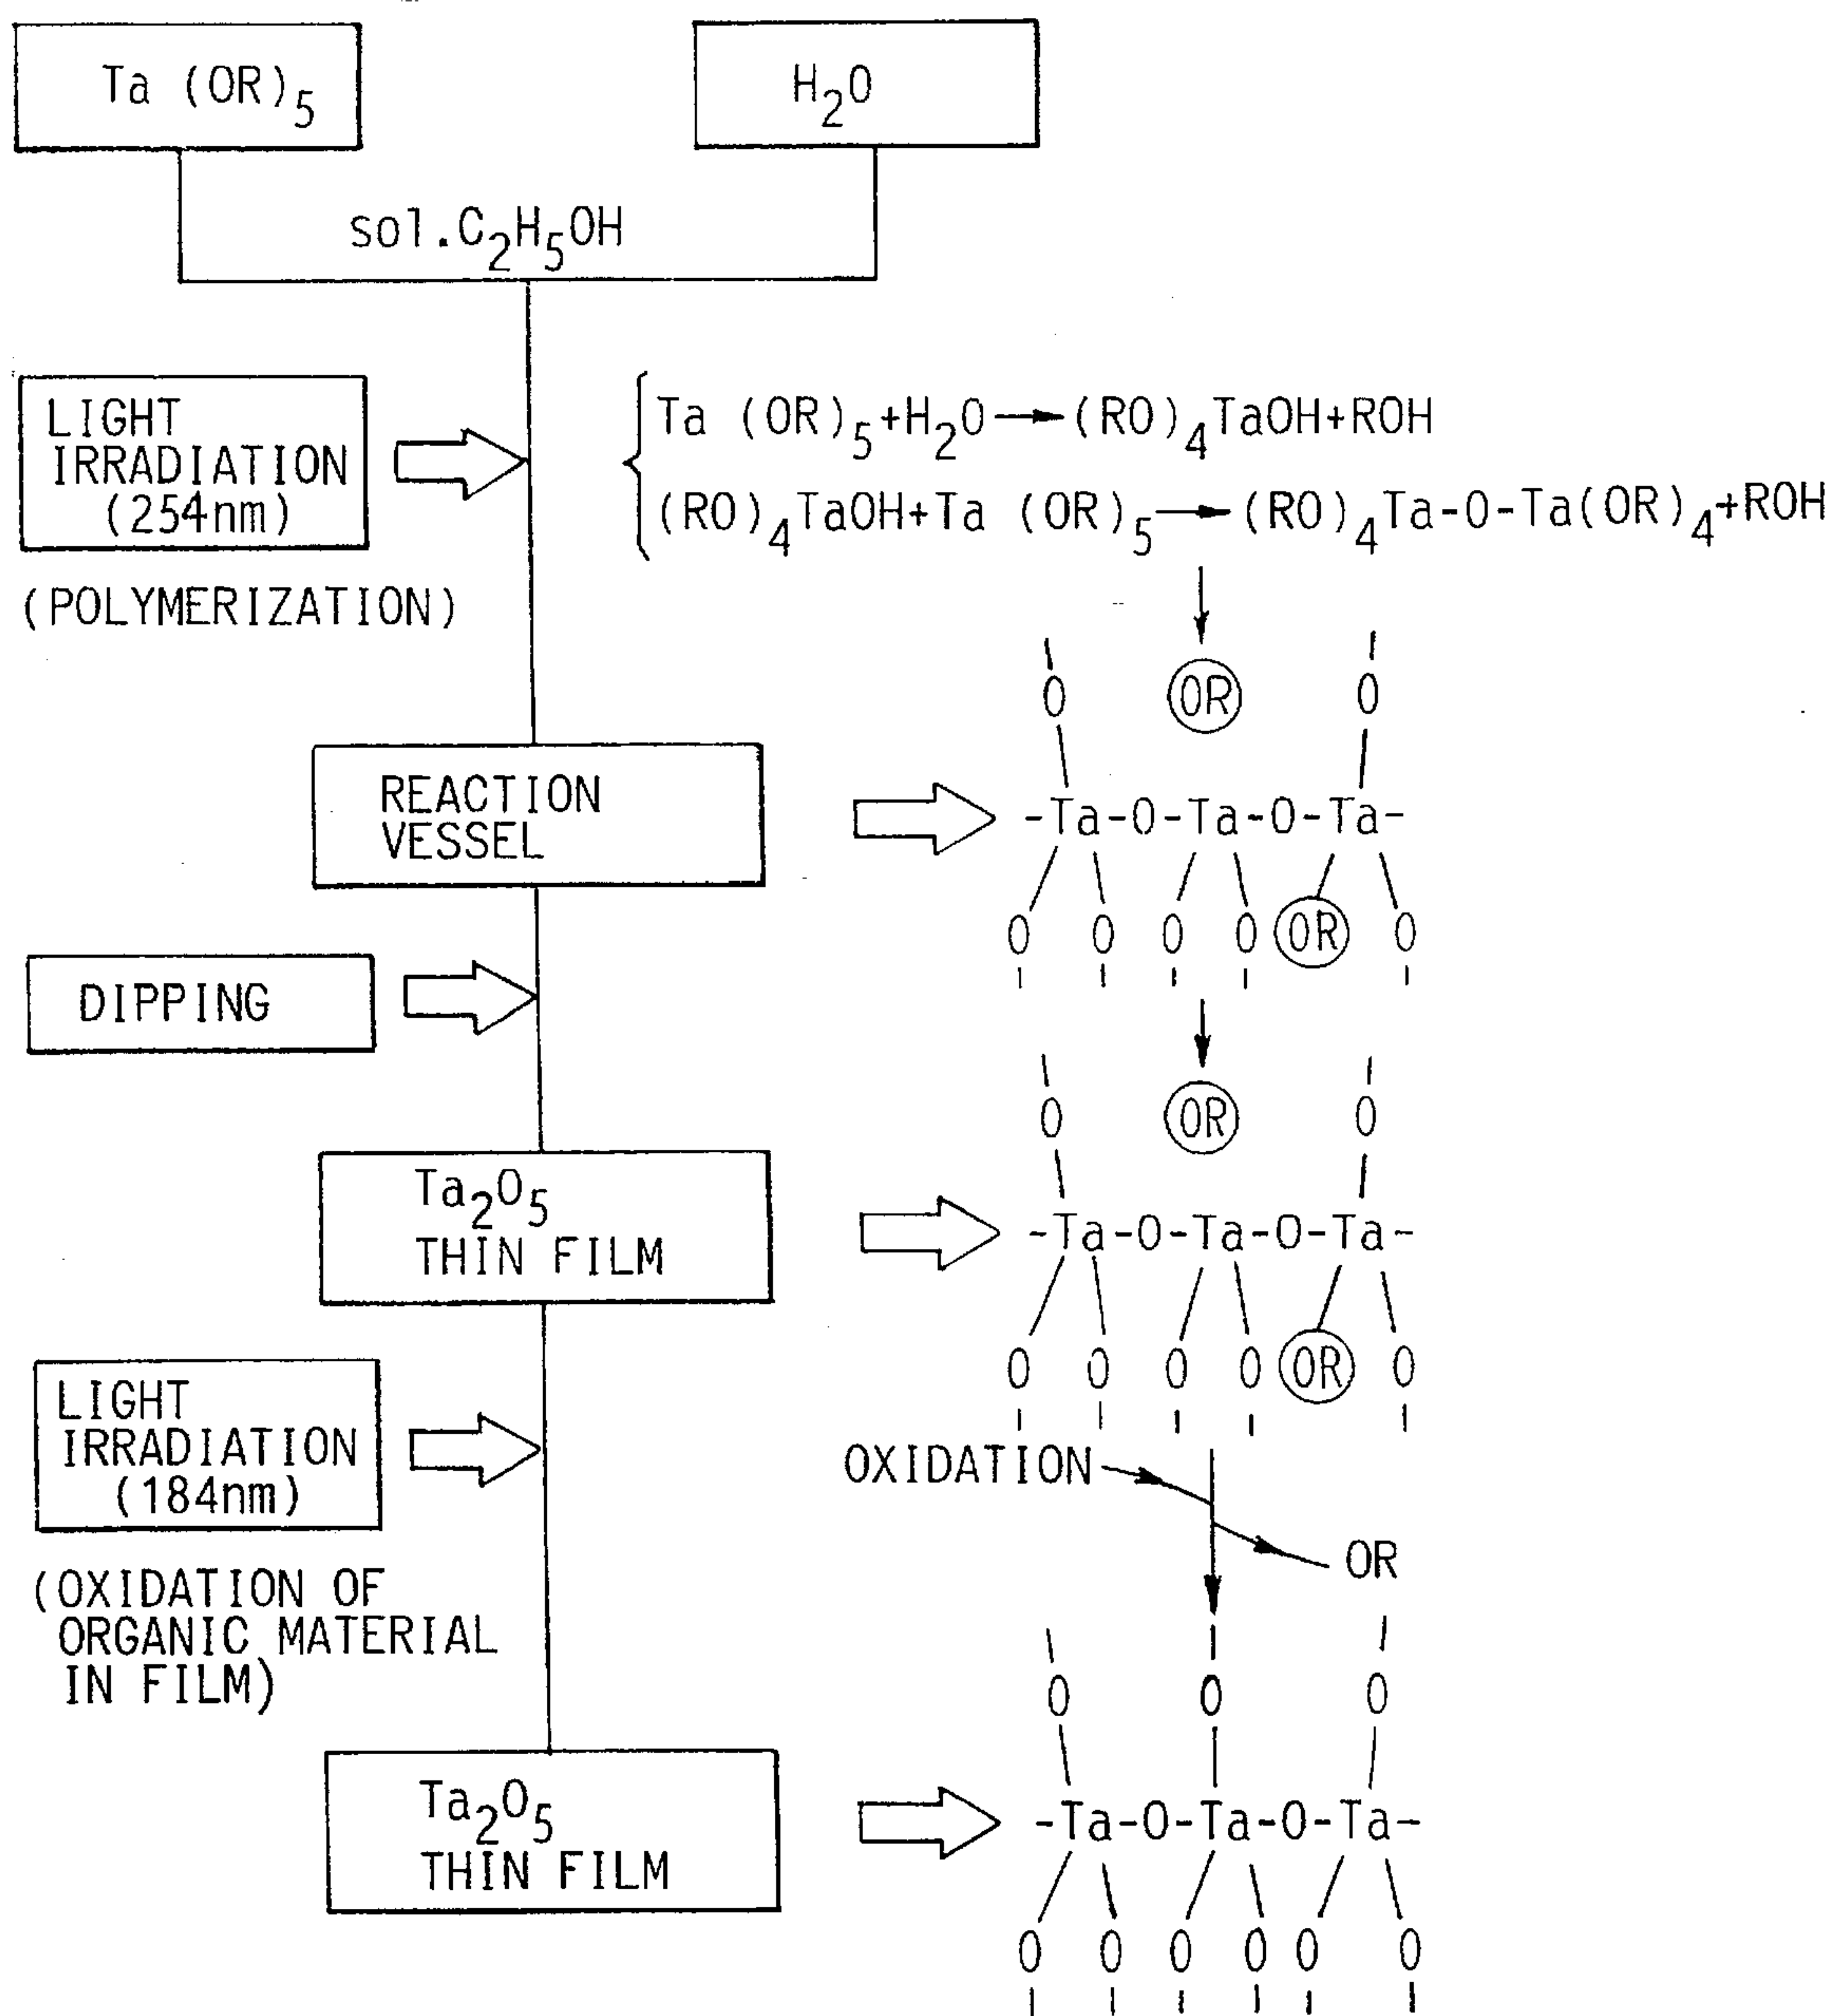 Ta (OR)5
H2O
sol.C2H5OH
LIGHT
IRRADIATION
(254nm)
(POLYMERIZATION)
Ta (OR)5+H2O→(RO)4TaOH+ROH
(RO)4TaOH+Ta (OR)5→(RO)4Ta-O-Ta(OR)4+ROH
REACTION
VESSEL
O OR O
-Ta-O-Ta-O-Ta-
O O O O OR O
DIPPING
Ta2O5
THIN FILM
O OR O
-Ta-O-Ta-O-Ta-
O O O O OR O
LIGHT
IRRADIATION
(184nm)
(OXIDATION OF
ORGANIC MATERIAL
IN FILM)
OXIDATION
OR
Ta2O5
THIN FILM
O O O
-Ta-O-Ta-O-Ta-
O O O O O O